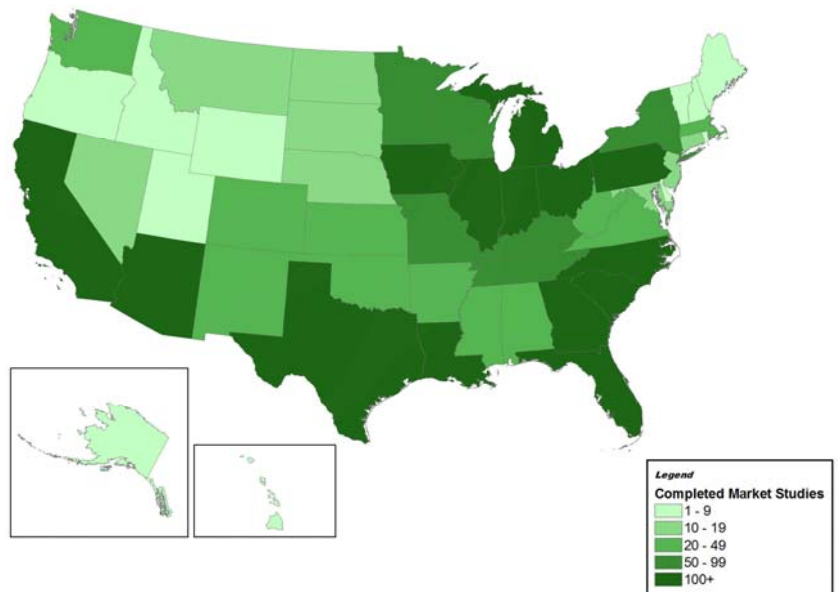 Legend
Completed Market Studies
1 - 9
10 - 19
20 - 49
50 - 99
100+